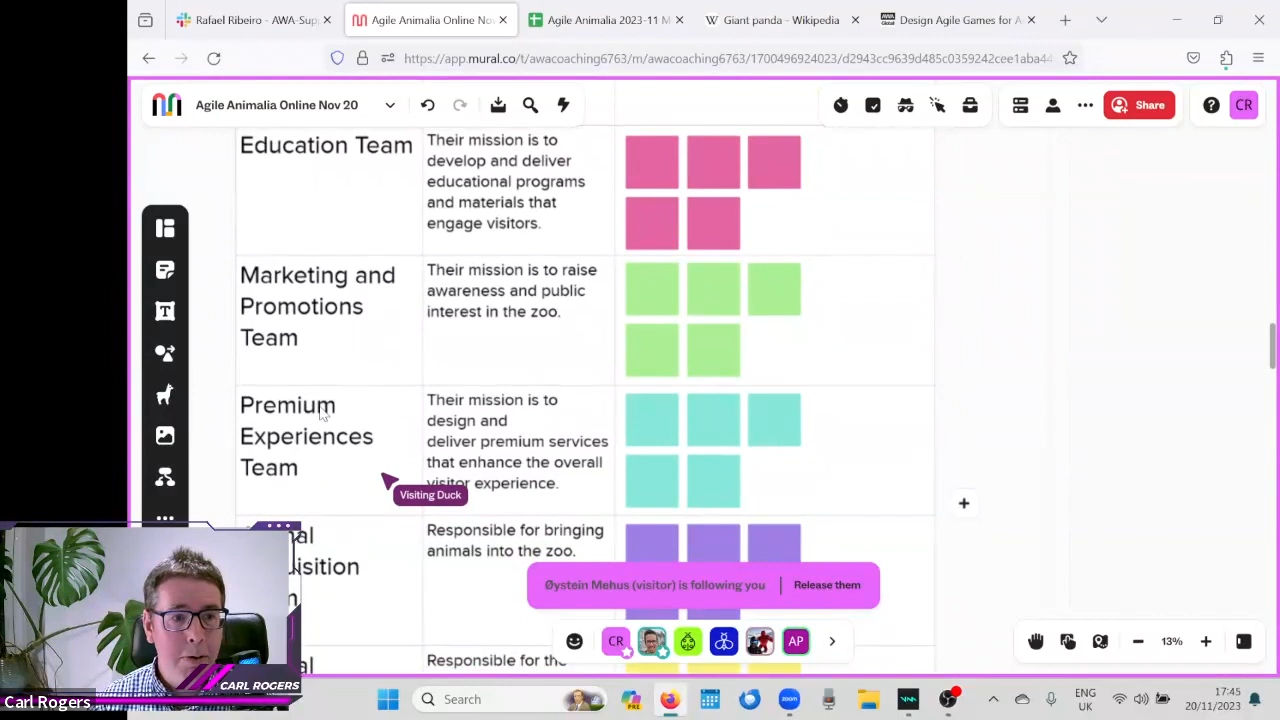 Rafael Ribeiro - AWA-Supp
Agile Animalia Online Nov
Agile Animalia 2023-11 M
Giant panda - Wikipedia
Design Agile Games for A
https://app.mural.co/t/awacoaching6763/m/awacoaching6763/1700496924023/d2943cc9639d485c0359242cee1aba44
Agile Animalia Online Nov 20
Share
CR
Education Team
Their mission is to
develop and deliver
educational programs
and materials that
engage visitors.
Marketing and
Promotions
Team
Their mission is to raise
awareness and public
interest in the zoo.
Premium
Experiences
Team
Their mission is to
design and
deliver premium services
that enhance the overall
visitor experience.
Visiting Duck
Responsible for bringing
animals into the zoo.
Øystein Mehus (visitor) is following you
Release them
CR
AP
Responsible for the
13%
CARL ROGERS
Carl Rogers
Search
ENG
UK
17:45
20/11/2023